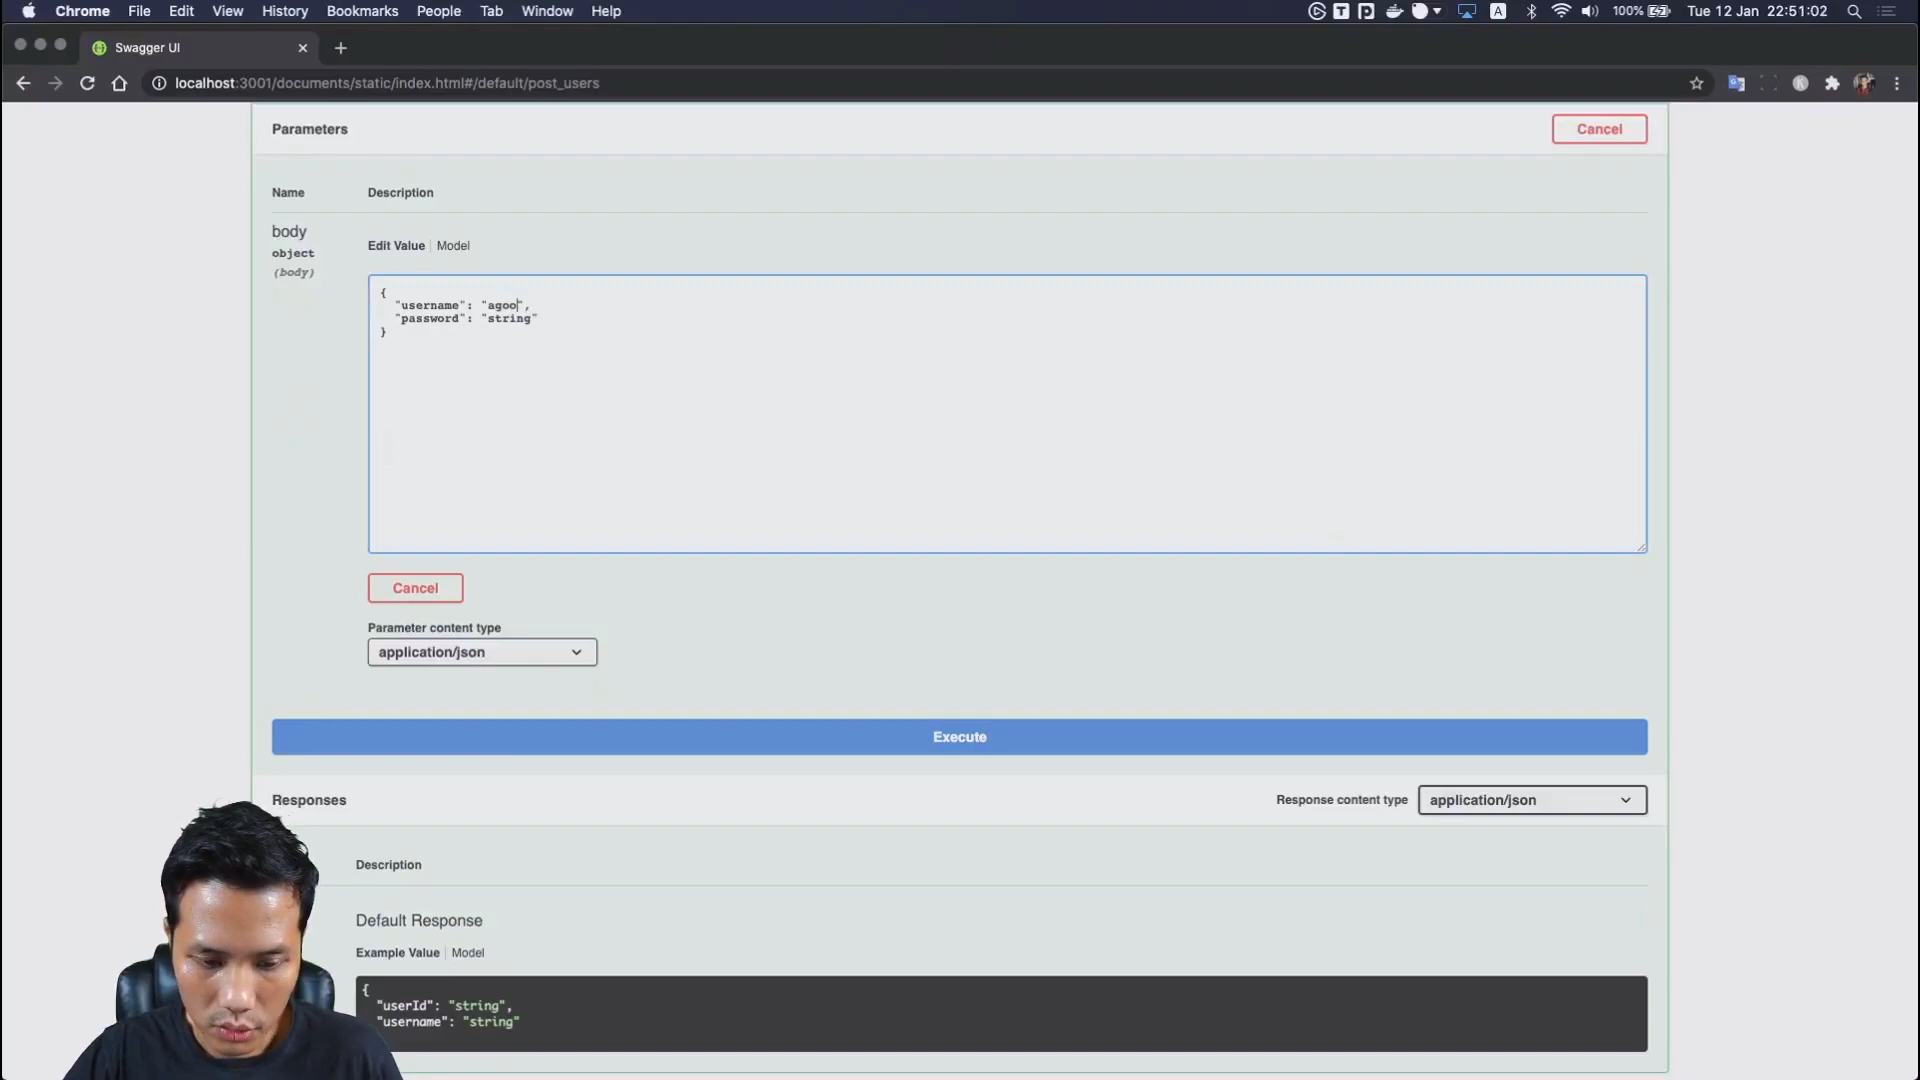 Chrome File Edit View History Bookmarks People Tab Window Help 100% Tue 12 Jan 22:51:02
Swagger UI
localhost:3001/documents/static/index.html#/default/post_users
Parameters
Cancel
Name Description
body
object
(body)
Edit Value Model
{
"username": "agoo",
"password": "string"
}
Cancel
Parameter content type
application/json
Execute
Responses
Response content type application/json
Description
Default Response
Example Value Model
{
"userId": "string",
"username": "string"